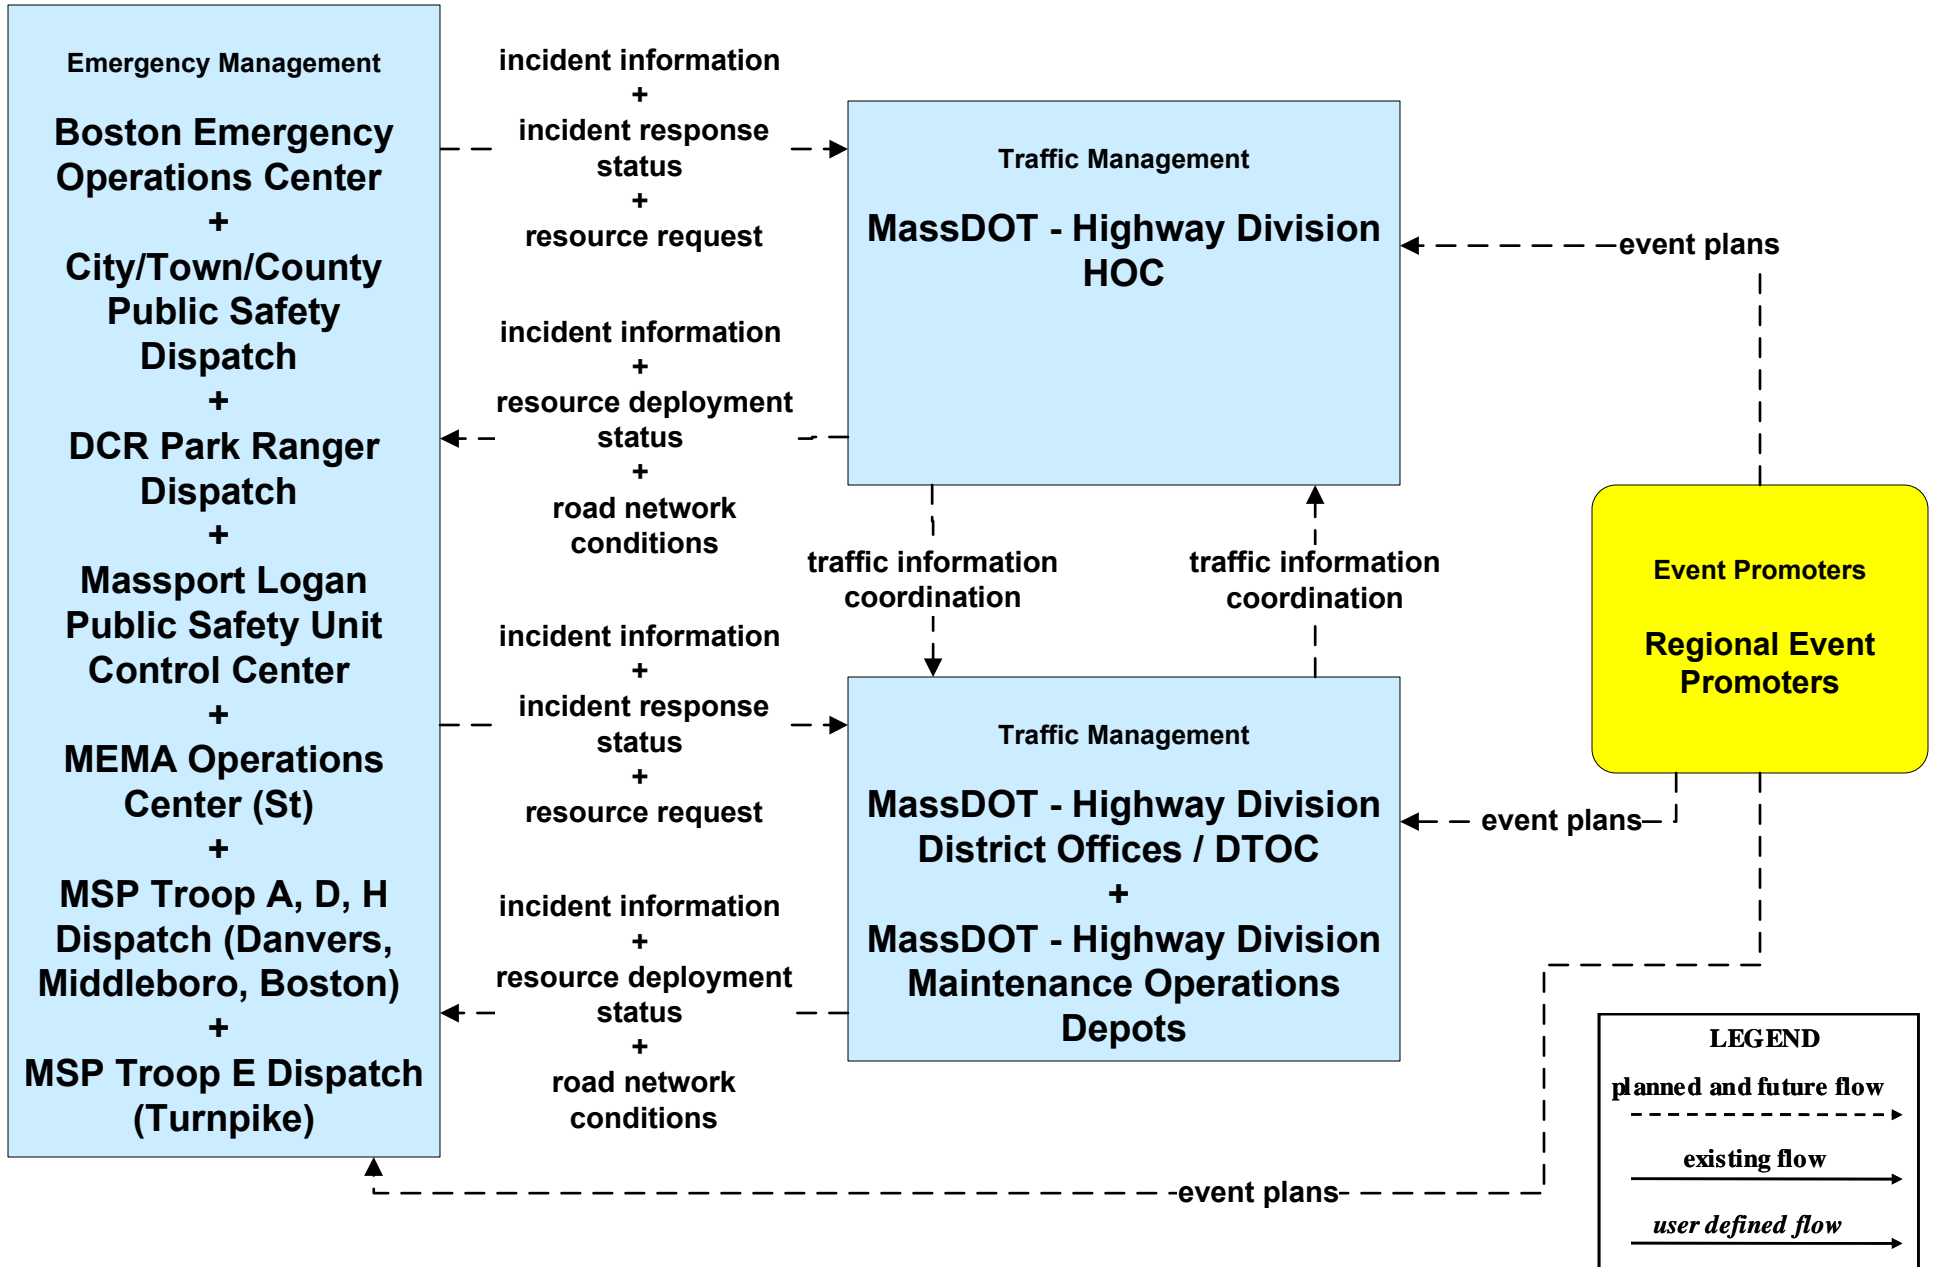 Emergency Management
Boston Emergency
Operations Center
+
City/Town/County
Public Safety
Dispatch
+
DCR Park Ranger
Dispatch
+
Massport Logan
Public Safety Unit
Control Center
+
MEMA Operations
Center (St)
+
MSP Troop A, D, H
Dispatch (Danvers,
Middleboro, Boston)
+
MSP Troop E Dispatch
(Turnpike)
incident information
+
incident response
status
+
resource request
incident information
+
resource deployment
status
+
road network
conditions
incident information
+
incident response
status
+
resource request
incident information
+
resource deployment
status
+
road network
conditions
Traffic Management
MassDOT - Highway Division
HOC
traffic information
coordination
traffic information
coordination
Traffic Management
MassDOT - Highway Division
District Offices / DTOC
+
MassDOT - Highway Division
Maintenance Operations
Depots
event plans
Event Promoters
Regional Event
Promoters
event plans
event plans
LEGEND
planned and future flow
existing flow
user defined flow